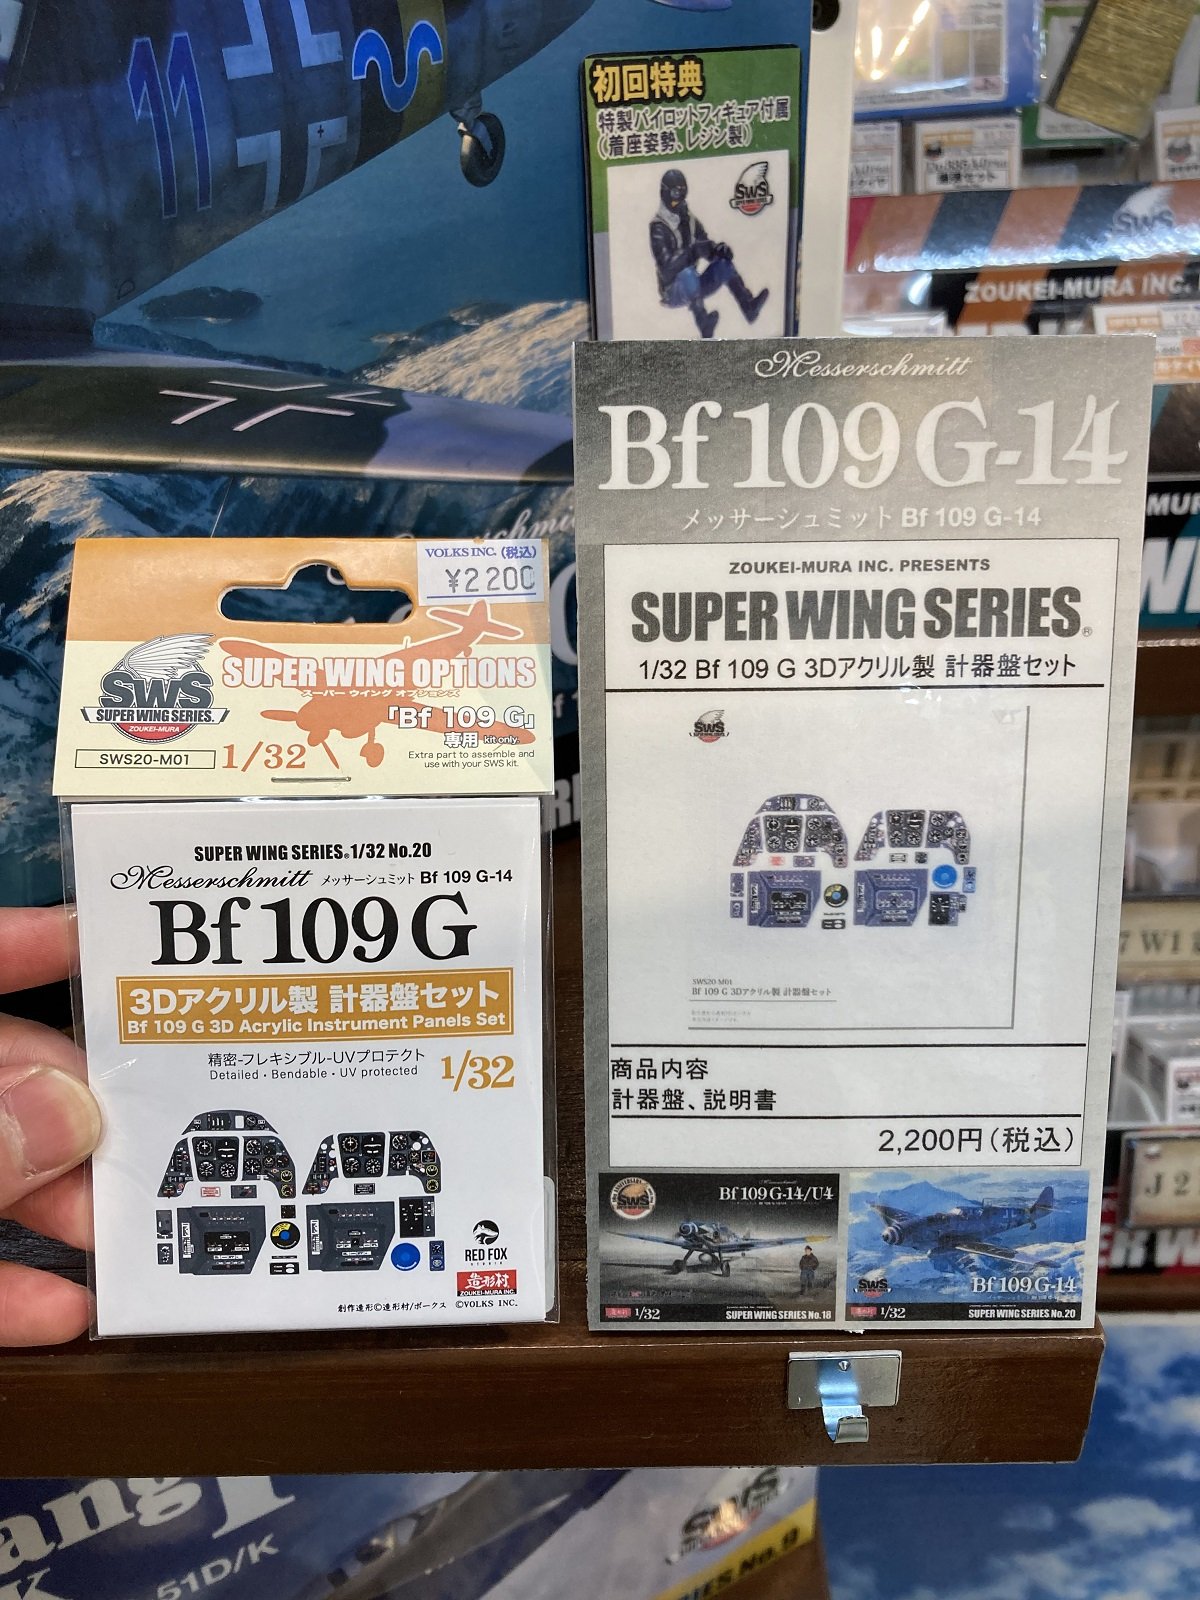 11
初回特典
特製パイロットフィギュア付属
(着座姿勢、レジン製)
SWS
SUPER WING SERIES
SWS
ZOUKEI-MURA INC.
Messerschmitt
Bf 109 G-14
メッサーシュミット Bf 109 G-14
ZOUKEI-MURA INC. PRESENTS
SUPER WING SERIES®
1/32 Bf 109 G 3Dアクリル製 計器盤セット
SWS
SWS20-M01
Bf 109 G 3Dアクリル製 計器盤セット
商品内容
計器盤、説明書
2,200円(税込)
SWS
Bf 109 G-14/U4
1/32
SUPER WING SERIES No.18
SWS
Bf 109 G-14
1/32
SUPER WING SERIES No.20
VOLKS INC. (税込)
¥2200
SWS
SUPER WING SERIES.
ZOUKEI-MURA
SWS20-M01
SUPER WING OPTIONS
スーパー ウイング オプションズ
「Bf 109 G」
専用 kit only.
1/32
Extra part to assemble and
use with your SWS kit.
SUPER WING SERIES® 1/32 No.20
Messerschmitt メッサーシュミット Bf 109 G-14
Bf 109 G
3Dアクリル製 計器盤セット
Bf 109 G 3D Acrylic Instrument Panels Set
精密-フレキシブル-UVプロテクト
Detailed・Bendable・UV protected
1/32
RED FOX
STUDIO
造形村
ZOUKEI-MURA INC.
創作造形©造形村/ボークス ©VOLKS INC.
J2
51D/K
SWS